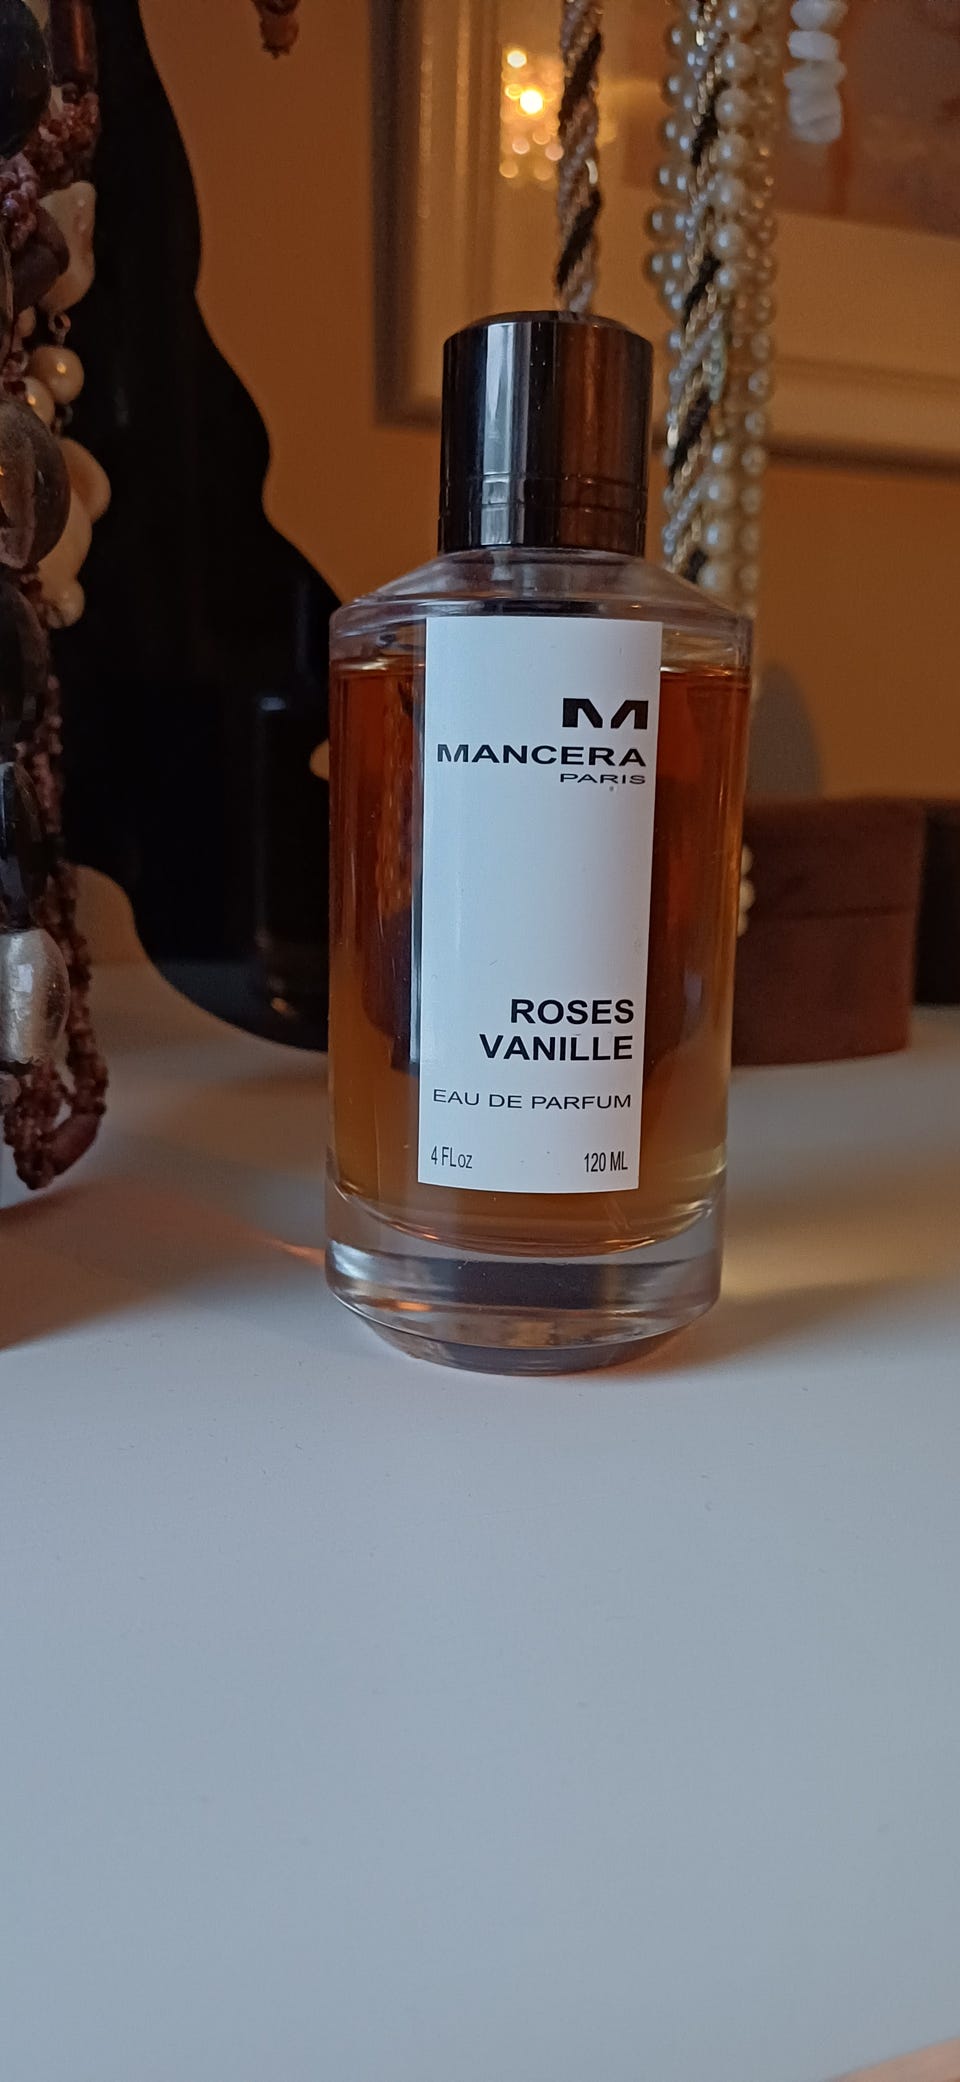 M
MANCERA
PARIS
ROSES
VANILLE
EAU DE PARFUM
4 FLoz 120 ML